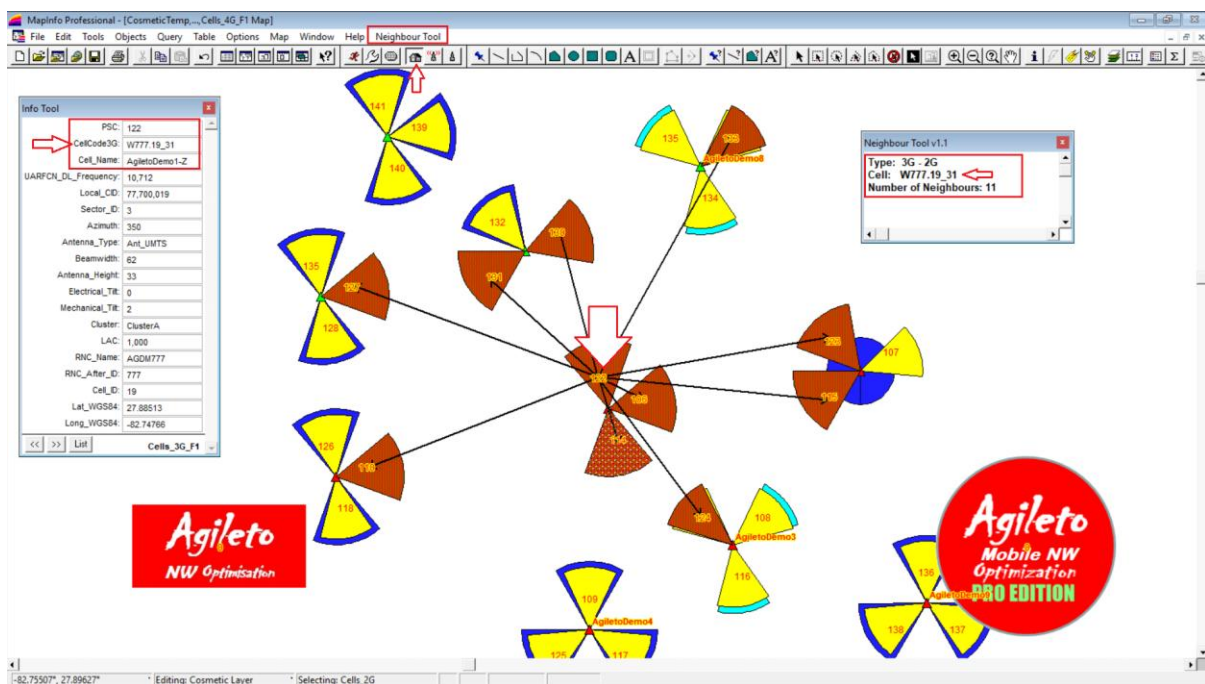 MapInfo Professional - [CosmeticTemp,...,Cells_4G_F1 Map]
File Edit Tools Objects Query Table Options Map Window Help Neighbour Tool
Info Tool
PSC: 122
CellCode3G: W777.19_31
Cell_Name: AgiletoDemo1-Z
UARFCN_DL_Frequency: 10,712
Local_CID: 77,700,019
Sector_ID: 3
Azimuth: 350
Antenna_Type: Ant_UMTS
Beamwidth: 62
Antenna_Height: 33
Electrical_Tilt: 0
Mechanical_Tilt: 2
Cluster: ClusterA
LAC: 1,000
RNC_Name: AGDM777
RNC_After_ID: 777
Cell_ID: 19
Lat_WGS84: 27.88513
Long_WGS84: -82.74766
<< >> List Cells_3G_F1
Neighbour Tool v1.1
Type: 3G - 2G
Cell: W777.19_31
Number of Neighbours: 11
141
139
140
135
133
AgiletoDemo8
134
132
130
131
135
127
128
107
115
126
118
108
AgiletoDemo3
116
109
AgiletoDemo4
125
117
136
AgiletoDemo9
138
137
Agileto
NW Optimisation
Agileto
Mobile NW
Optimization
PRO EDITION
-82.75507°, 27.89627°
Editing: Cosmetic Layer
Selecting: Cells_2G